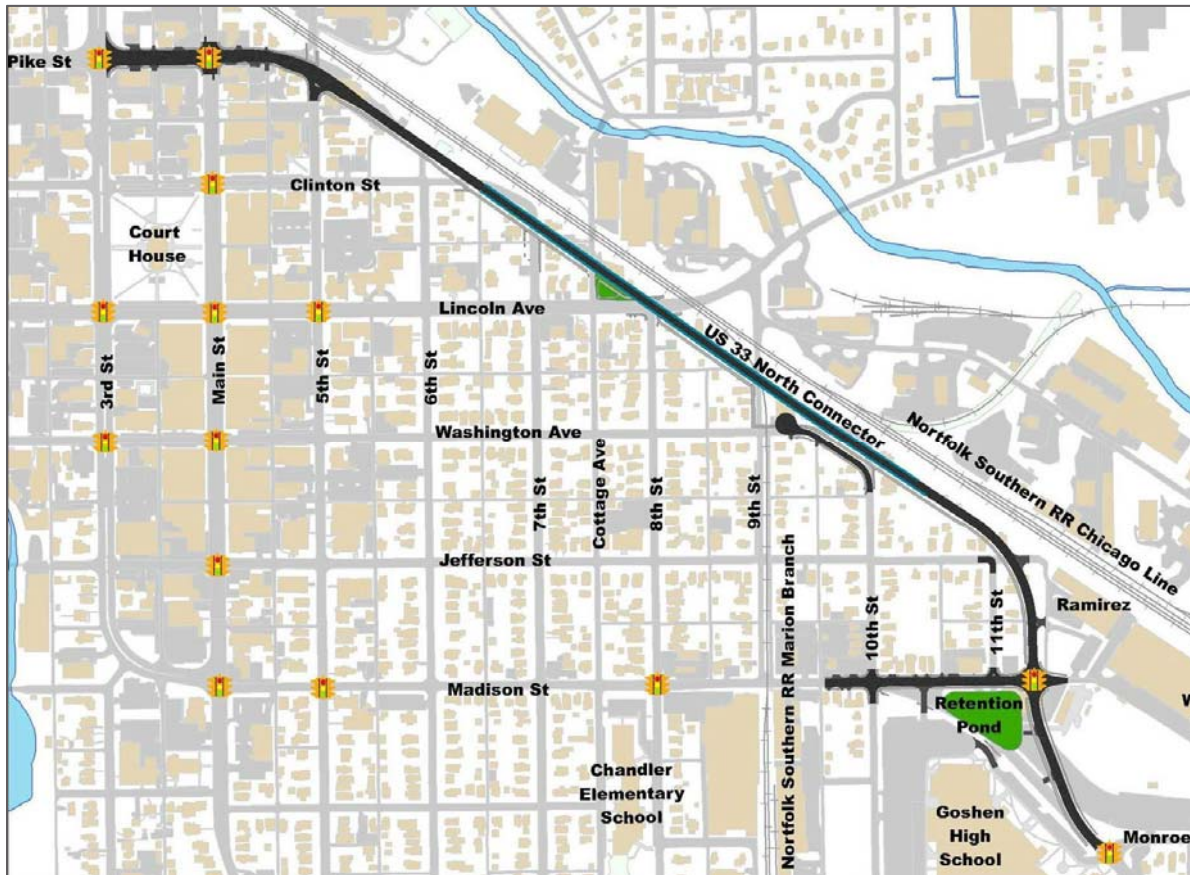 Pike St
Clinton St
Court
House
Lincoln Ave
3rd St
Main St
5th St
6th St
US 33 North Connector
Nortfolk Southern RR Chicago Line
Washington Ave
7th St
Cottage Ave
8th St
9th St
Jefferson St
Nortfolk Southern RR Marion Branch
10th St
11th St
Ramirez
Madison St
Retention
Pond
W
Chandler
Elementary
School
Goshen
High
School
Monroe